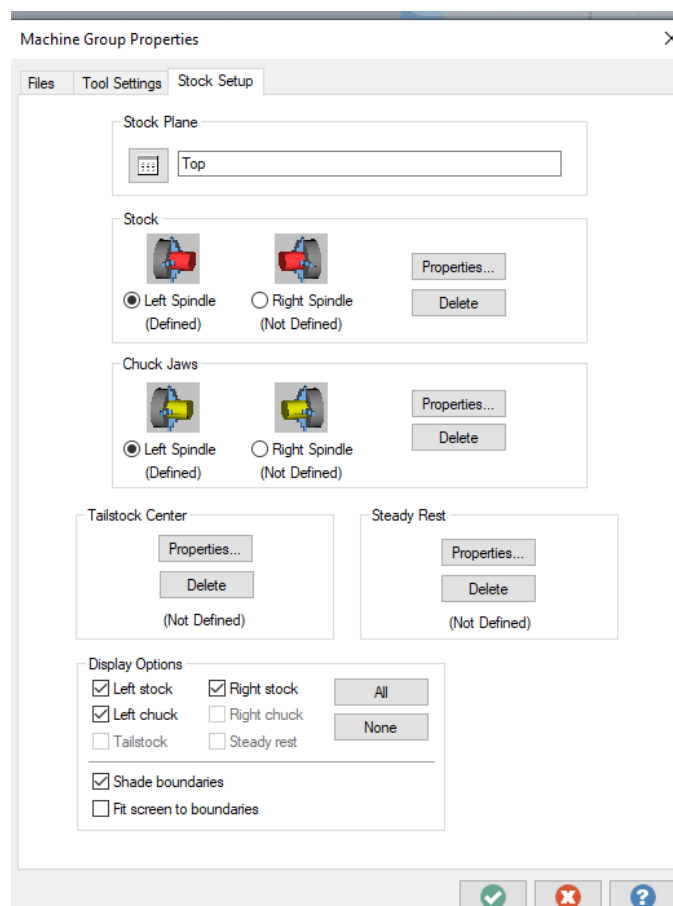 Machine Group Properties
Files Tool Settings Stock Setup
Stock Plane
Top
Stock
Left Spindle
(Defined)
Right Spindle
(Not Defined)
Properties...
Delete
Chuck Jaws
Left Spindle
(Defined)
Right Spindle
(Not Defined)
Properties...
Delete
Tailstock Center
Properties...
Delete
(Not Defined)
Steady Rest
Properties...
Delete
(Not Defined)
Display Options
Left stock
Right stock
All
Left chuck
Right chuck
None
Tailstock
Steady rest
Shade boundaries
Fit screen to boundaries
?